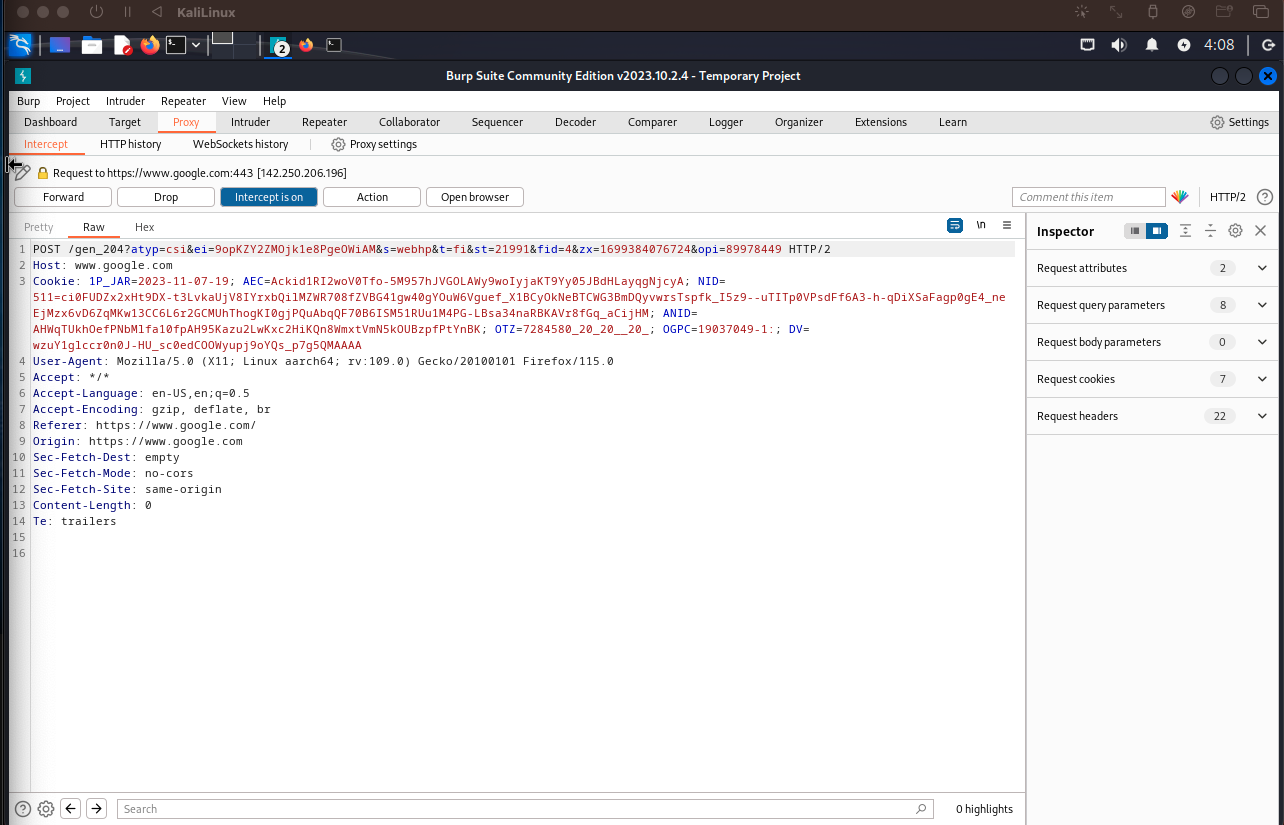 KaliLinux
2
4:08
Burp Suite Community Edition v2023.10.2.4 - Temporary Project
Burp Project Intruder Repeater View Help
Dashboard Target Proxy Intruder Repeater Collaborator Sequencer Decoder Comparer Logger Organizer Extensions Learn Settings
Intercept HTTP history WebSockets history Proxy settings
Request to https://www.google.com:443 [142.250.206.196]
Forward Drop Intercept is on Action Open browser Comment this item HTTP/2 ?
Pretty Raw Hex \n
Inspector
1 POST /gen_204?atyp=csi&ei=9opKZY2ZMOjk1e8PgeOWiAM&s=webhp&t=fi&st=21991&fid=4&zx=1699384076724&opi=89978449 HTTP/2
2 Host: www.google.com
3 Cookie: 1P_JAR=2023-11-07-19; AEC=Ackid1RI2woV0Tfo-5M957hJVGOLAWy9woIyjaKT9Yy05JBdHLayqgNjcyA; NID=
511=ci0FUDZx2xHt9DX-t3LvkaUjV8IYrxbQi1MZWR708fZVBG41gw40gYOuW6Vguef_X1BCyOkNeBTCWG3BmDQyvwrsTspfk_I5z9--uTITp0VPsdFf6A3-h-qDiXSaFagp0gE4_ne
EjMzx6vD6ZqMKw13CC6L6r2GCMUhThogKI0gjPQuAbqQF70B6ISM51RUu1M4PG-LBsa34naRBKAVr8fGq_aCijHM; ANID=
AHWqTUkhOefPNbMlfa10fpAH95Kazu2LwKxc2HiKQn8WmxtVmN5kOUBzpfPtYnBK; OTZ=7284580_20_20__20_; OGPC=19037049-1:; DV=
wzuY1glccr0n0J-HU_sc0edCOOWyupj9oYQs_p7g5QMAAAA
4 User-Agent: Mozilla/5.0 (X11; Linux aarch64; rv:109.0) Gecko/20100101 Firefox/115.0
5 Accept: */*
6 Accept-Language: en-US,en;q=0.5
7 Accept-Encoding: gzip, deflate, br
8 Referer: https://www.google.com/
9 Origin: https://www.google.com
10 Sec-Fetch-Dest: empty
11 Sec-Fetch-Mode: no-cors
12 Sec-Fetch-Site: same-origin
13 Content-Length: 0
14 Te: trailers
15
16
Request attributes 2
Request query parameters 8
Request body parameters 0
Request cookies 7
Request headers 22
? Search 0 highlights